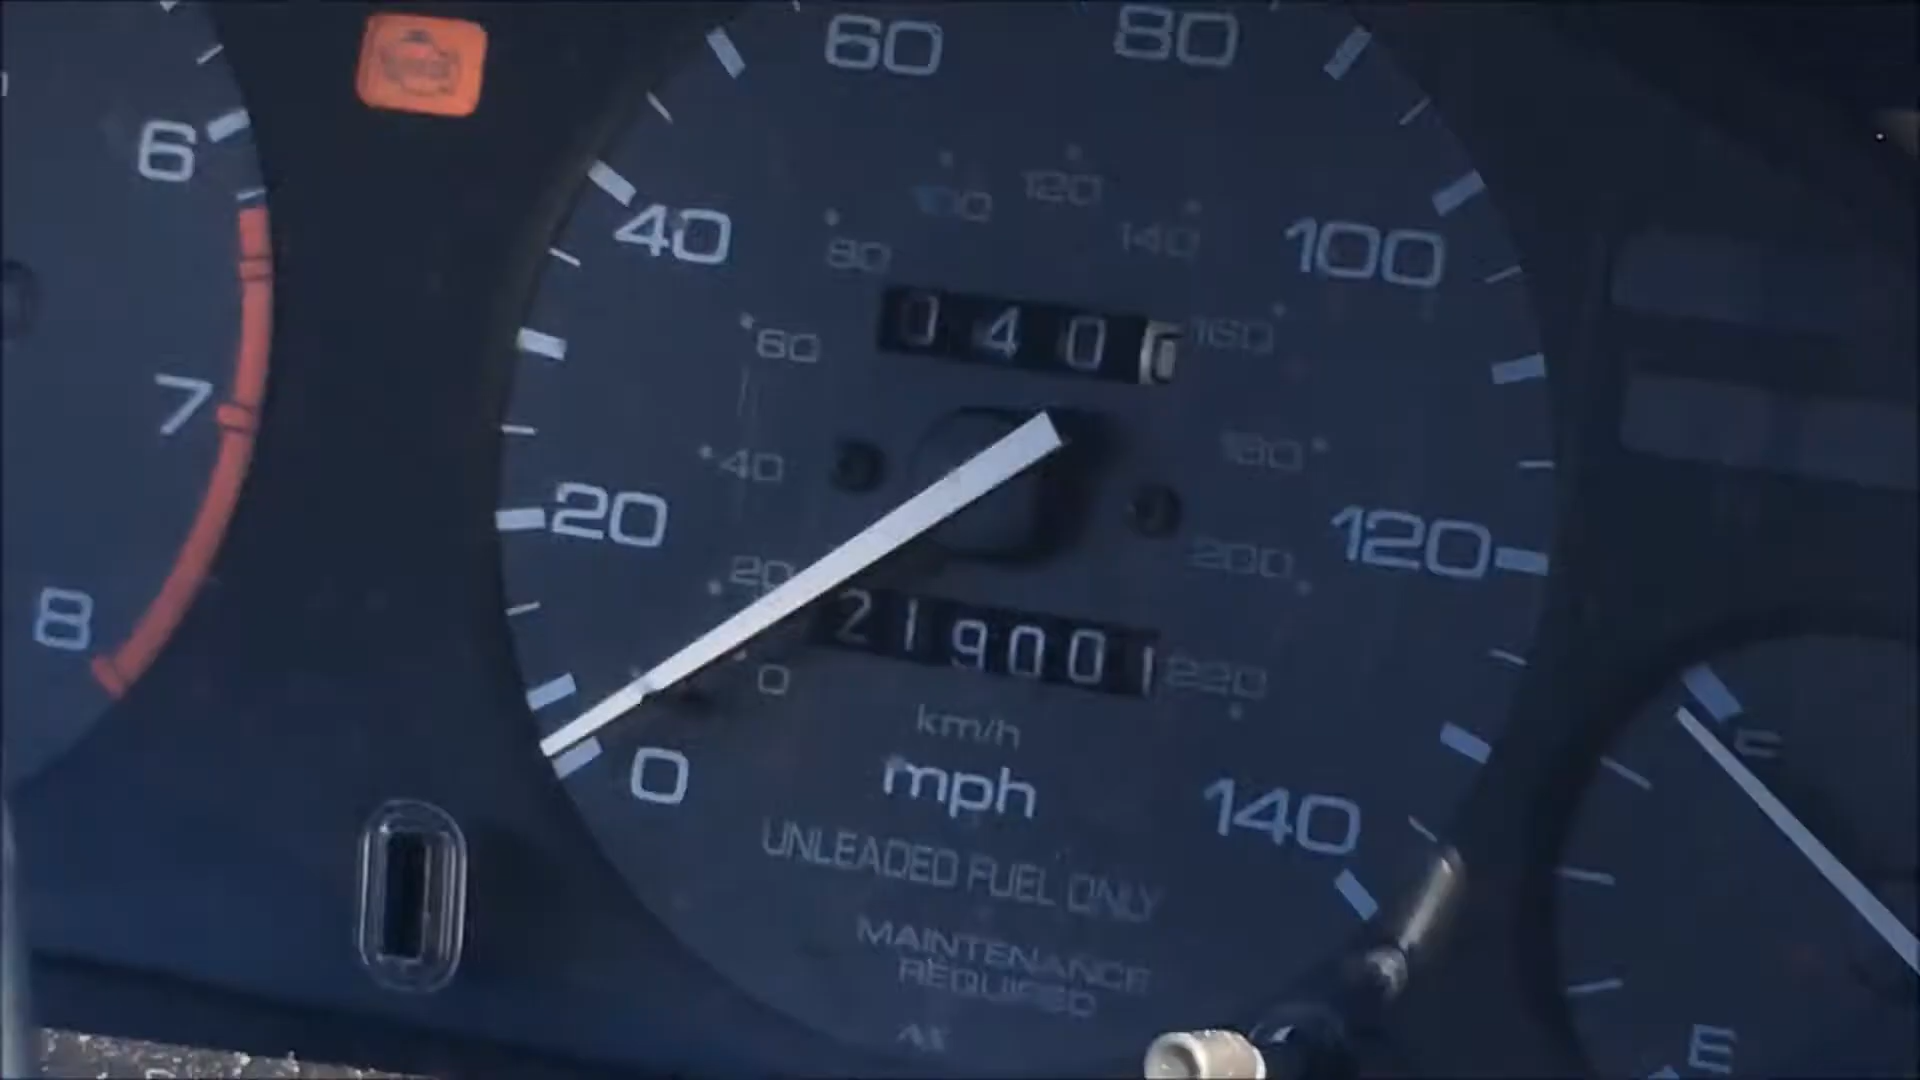 60 80
6
40 100
80 100 120 140
0400
60 160
7
40 180
20 120
20 200
219001
8
0 220
km/h
0 mph 140
UNLEADED FUEL ONLY
MAINTENANCE
REQUIRED
E